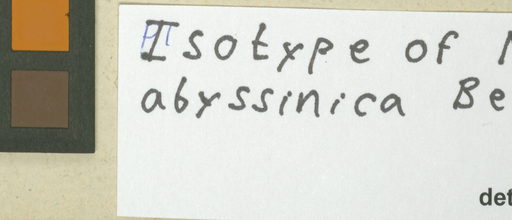 Isotype of
abyssinica Be
det